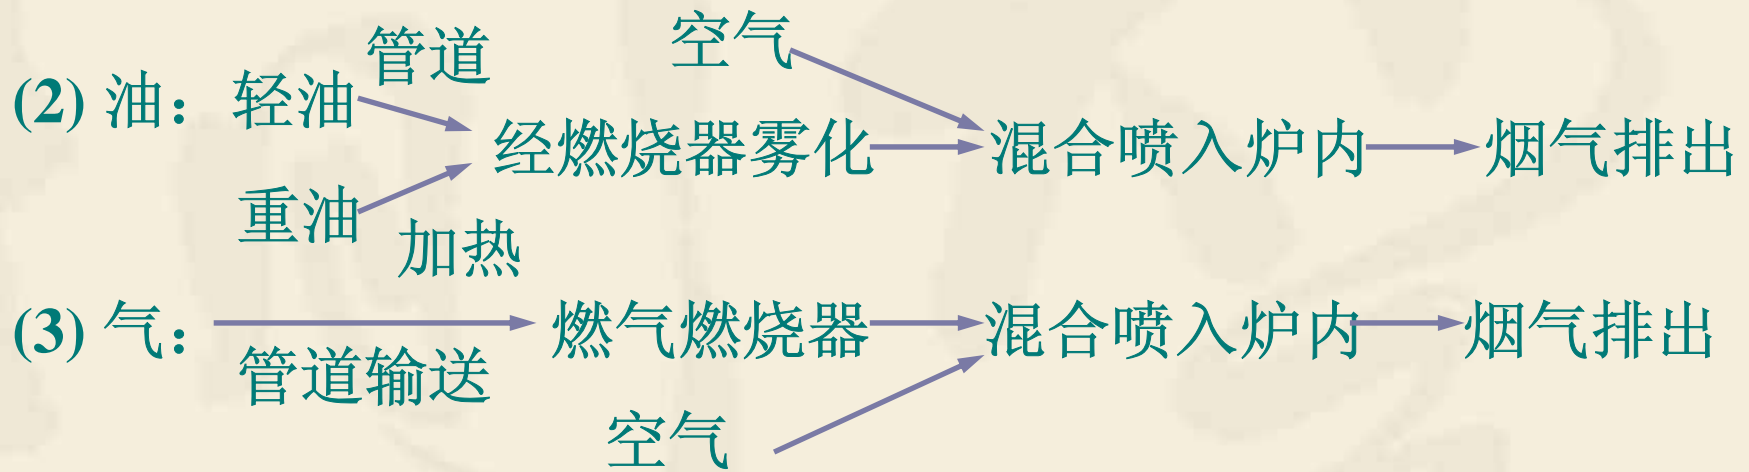 管道 空气
(2) 油：轻油
经燃烧器雾化 混合喷入炉内 烟气排出
重油 加热
(3) 气： 燃气燃烧器 混合喷入炉内 烟气排出
管道输送
空气